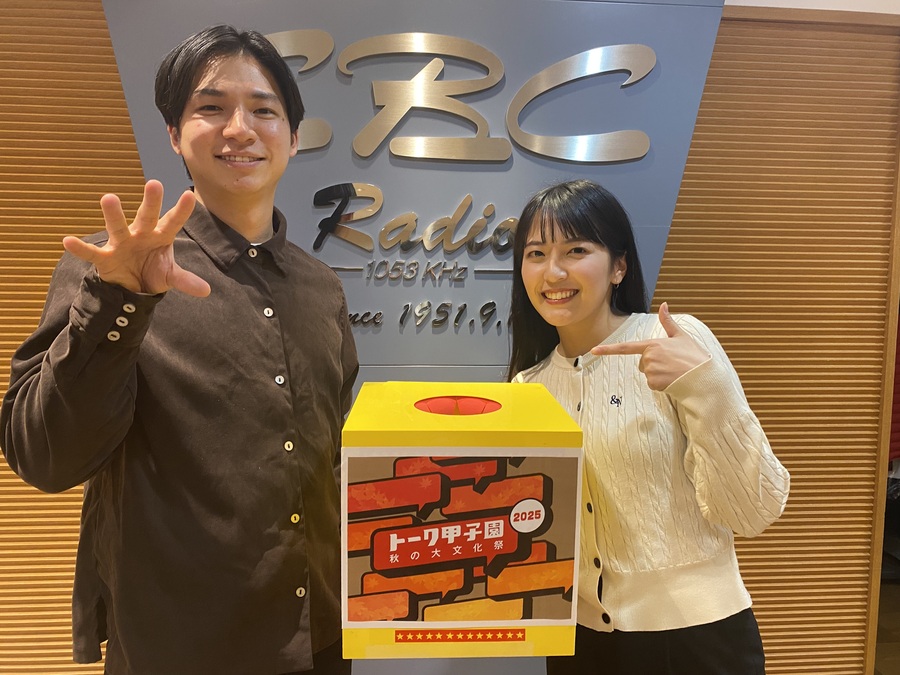 CBC
Radio
1053 KHz
1951.9.
&N
2025
トーク甲子園
秋の大文化祭